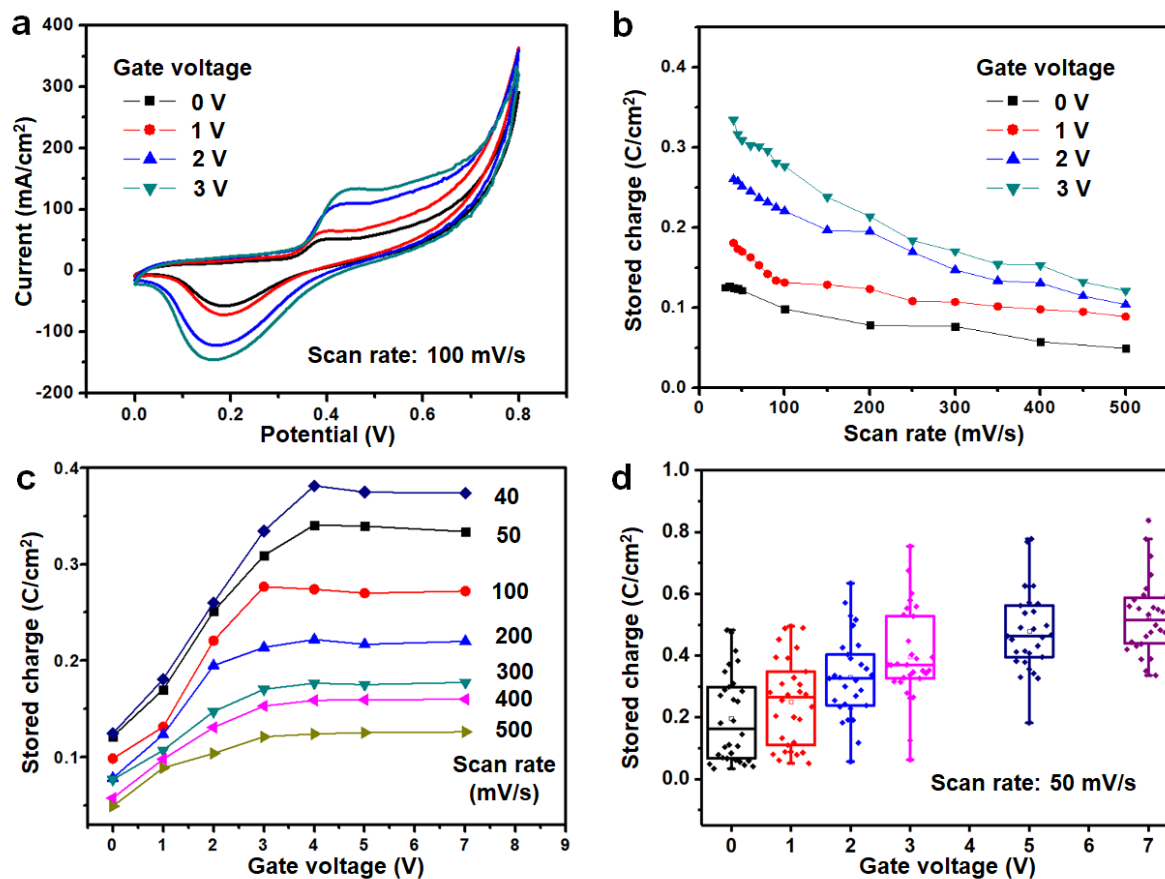 a
Gate voltage
0 V
1 V
2 V
3 V
Scan rate: 100 mV/s
Current (mA/cm²)
400
300
200
100
0
-100
-200
0.0 0.2 0.4 0.6 0.8
Potential (V)
b
Gate voltage
0 V
1 V
2 V
3 V
Stored charge (C/cm²)
0.4
0.3
0.2
0.1
0.0
100 200 300 400 500
Scan rate (mV/s)
c
Stored charge (C/cm²)
0.4
0.3
0.2
0.1
40
50
100
200
300
400
500
Scan rate
(mV/s)
0 1 2 3 4 5 6 7 8 9
Gate voltage (V)
d
Stored charge (C/cm²)
1.0
0.8
0.6
0.4
0.2
0.0
Scan rate: 50 mV/s
0 1 2 3 4 5 6 7
Gate voltage (V)